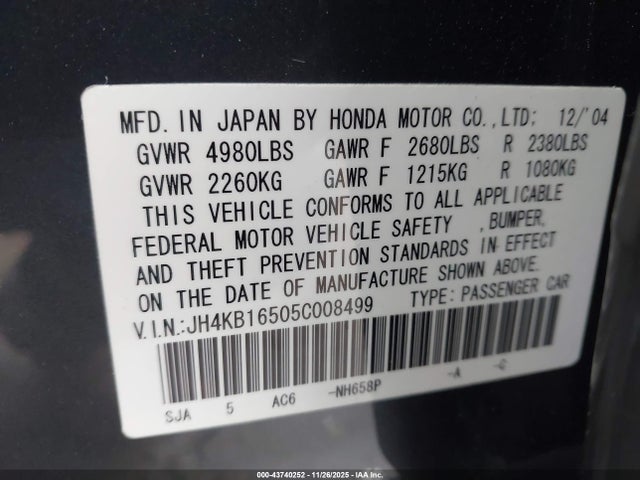 MFD. IN JAPAN BY HONDA MOTOR CO.,LTD; 12/'04
GVWR 4980LBS GAWR F 2680LBS R 2380LBS
GVWR 2260KG GAWR F 1215KG R 1080KG
THIS VEHICLE CONFORMS TO ALL APPLICABLE
FEDERAL MOTOR VEHICLE SAFETY ,BUMPER,
AND THEFT PREVENTION STANDARDS IN EFFECT
ON THE DATE OF MANUFACTURE SHOWN ABOVE.
V.I.N.:JH4KB16505C008499 TYPE: PASSENGER CAR
SJA 5 AC6 -NH658P -A -C
000-43740252 | 11/26/2025 - IAAI.COM